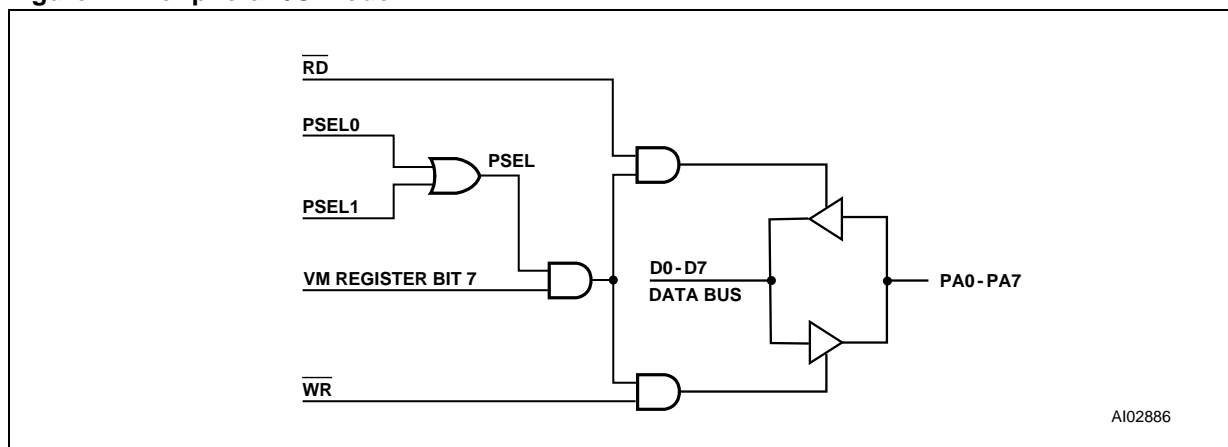 RD
PSEL0
PSEL
PSEL1
VM REGISTER BIT 7
D0-D7
DATA BUS
PA0-PA7
WR
AI02886